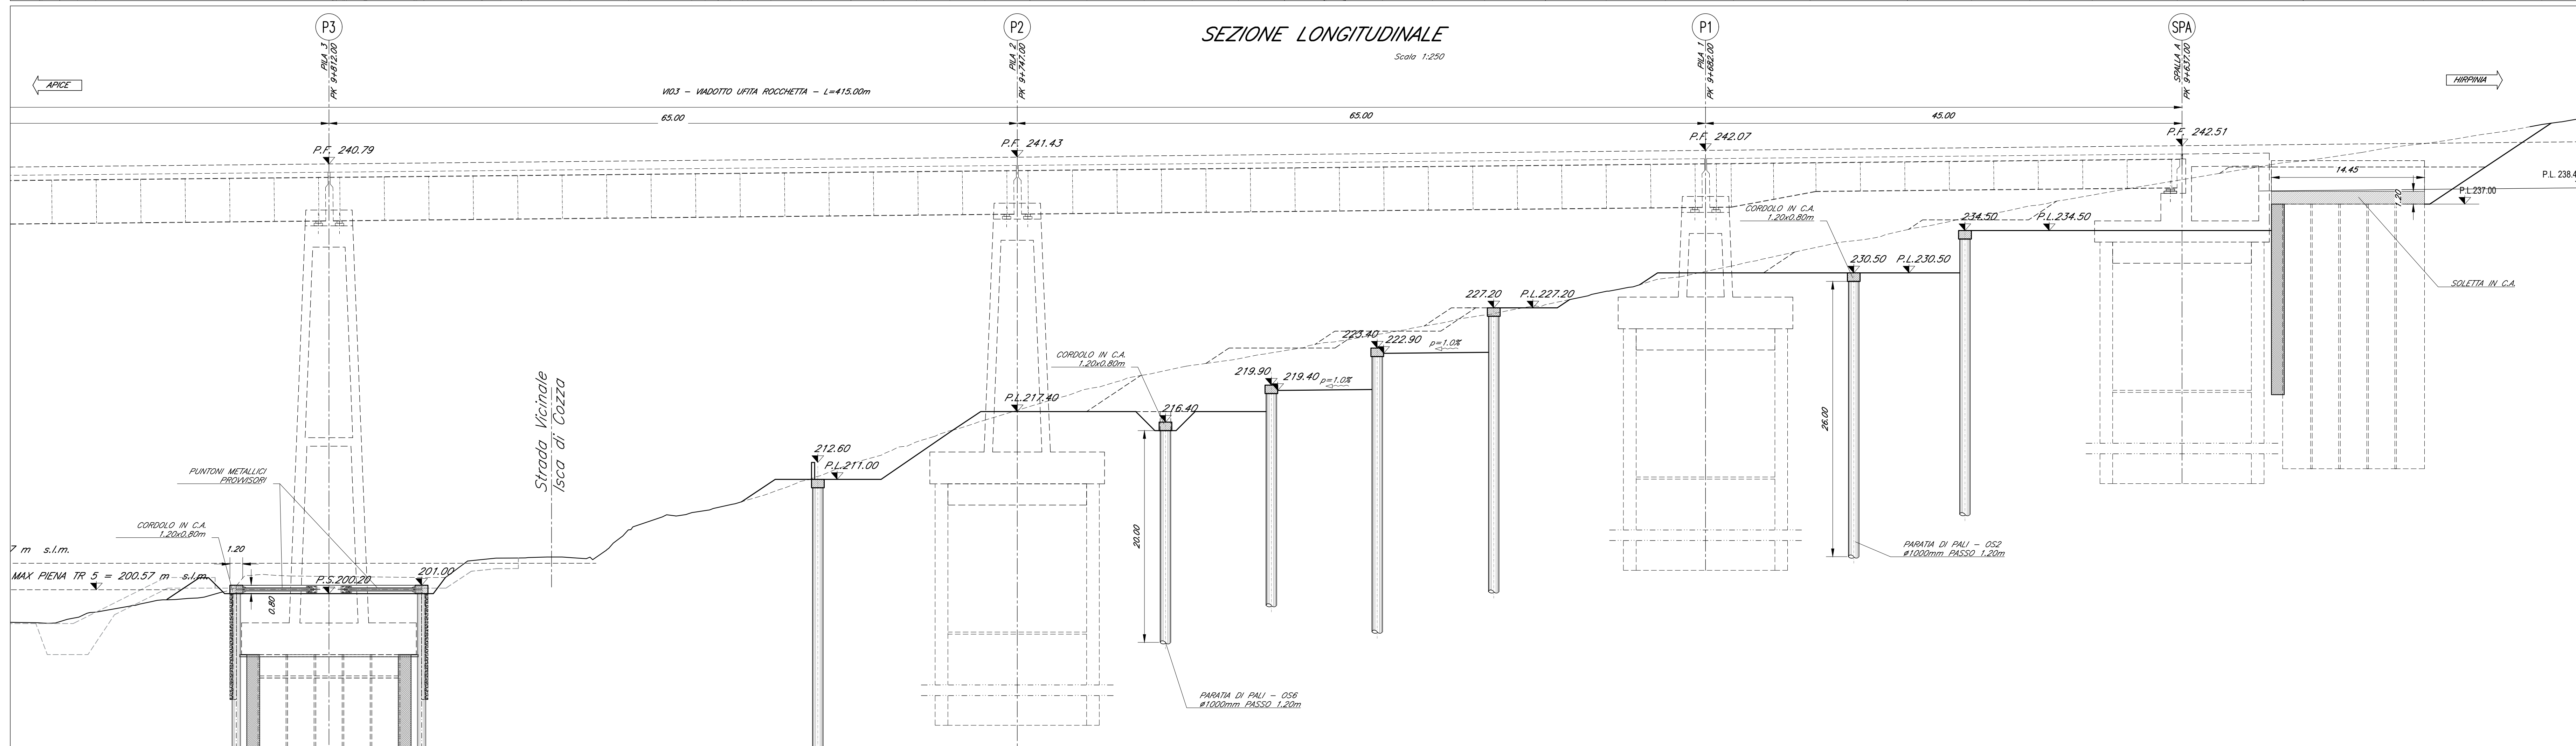 P3
P2
SEZIONE LONGITUDINALE
P1
SPA
Scala 1:250
PILA 3
PK 9+812.00
PILA 2
PK 9+747.00
PILA 1
PK 9+682.00
SPALLA A
PK 9+637.00
APICE
HIRPINIA
VI03 - VIADOTTO UFITA ROCCHETTA - L=415.00m
65.00
65.00
45.00
P.F. 240.79
P.F. 241.43
P.F. 242.07
P.F. 242.51
14.45
1.20
P.L. 238.4
P.L.237.00
CORDOLO IN C.A.
1.20x0.80m
234.50
P.L.234.50
230.50
P.L.230.50
SOLETTA IN C.A.
227.20
P.L.227.20
223.40
222.90
p=1.0%
CORDOLO IN C.A.
1.20x0.80m
219.90
219.40
p=1.0%
P.L.217.40
216.40
26.00
Strada Vicinale
Isca di Cozza
212.60
P.L.211.00
PUNTONI METALLICI
PROVVISORI
CORDOLO IN C.A.
1.20x0.80m
20.00
7 m s.l.m.
1.20
PARATIA DI PALI - OS2
ø1000mm PASSO 1.20m
MAX PIENA TR 5 = 200.57 m s.l.m.
P.S.200.20
201.00
0.80
PARATIA DI PALI - OS6
ø1000mm PASSO 1.20m